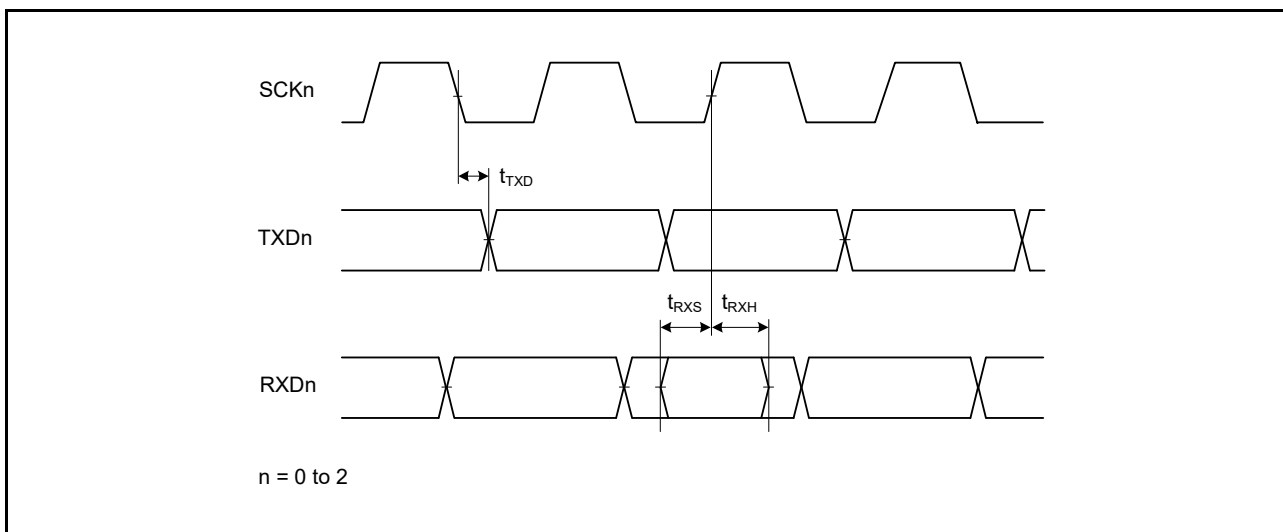 SCKn
tTXD
TXDn
tRXS tRXH
RXDn
n = 0 to 2